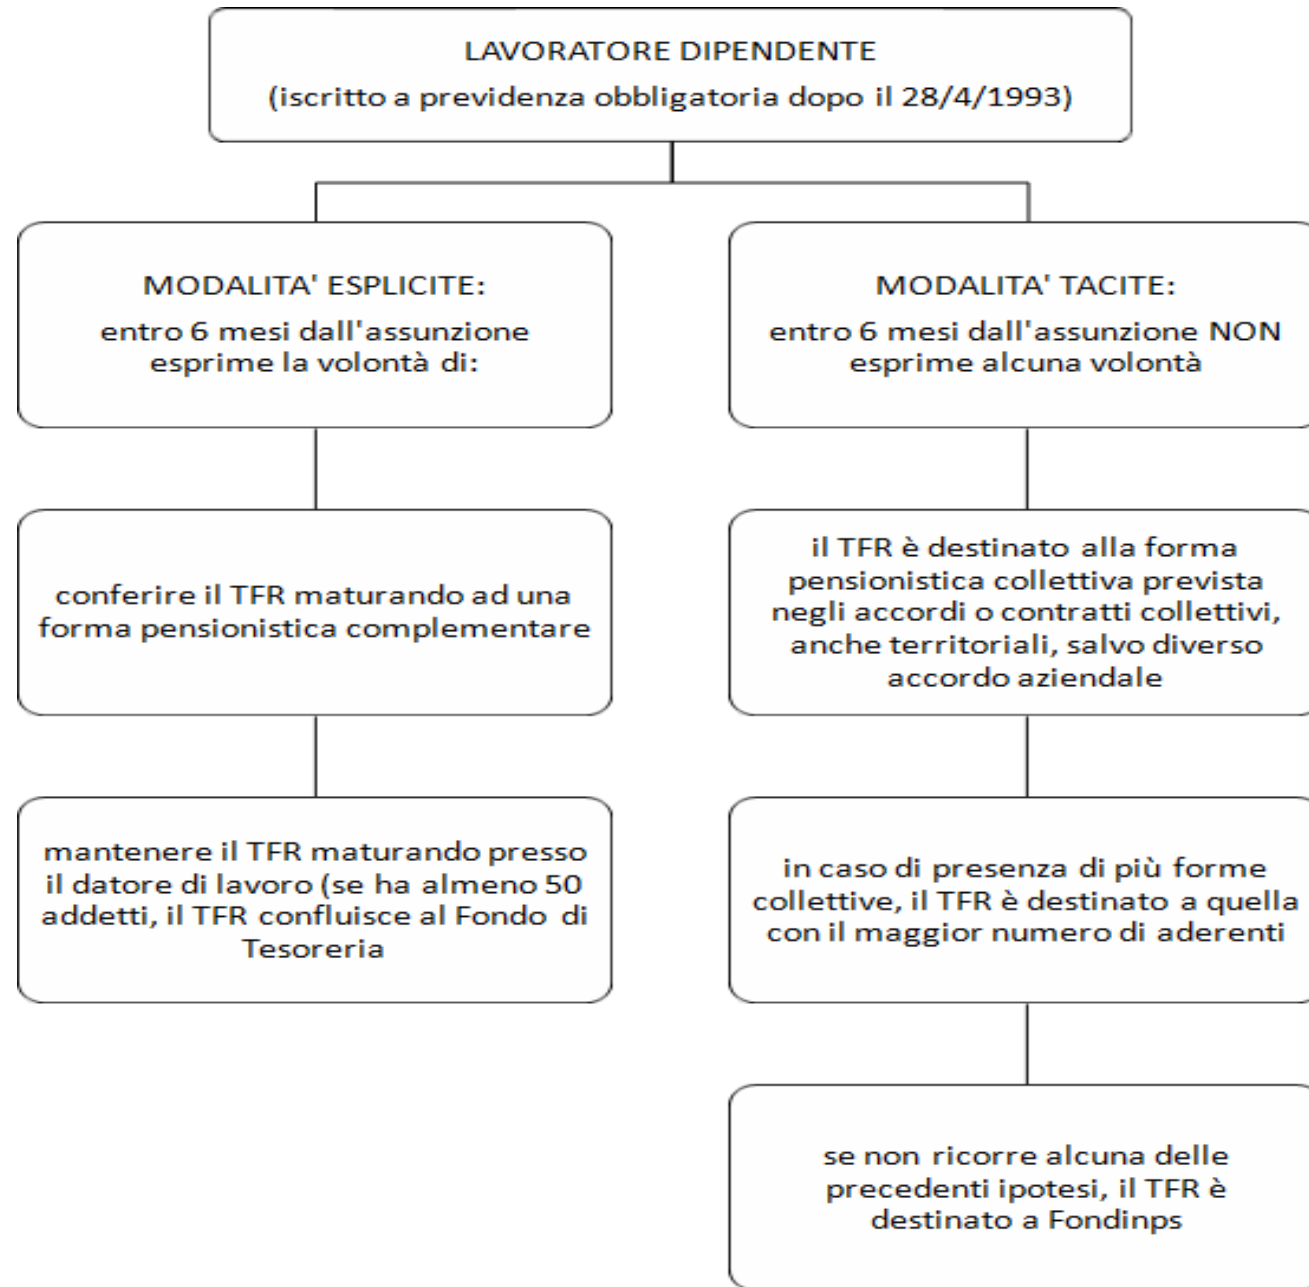 LAVORATORE DIPENDENTE
(iscritto a previdenza obbligatoria dopo il 28/4/1993)
MODALITA' ESPLICITE:
entro 6 mesi dall'assunzione
esprime la volontà di:
conferire il TFR maturando ad una
forma pensionistica complementare
mantenere il TFR maturando presso
il datore di lavoro (se ha almeno 50
addetti, il TFR confluisce al Fondo di
Tesoreria
MODALITA' TACITE:
entro 6 mesi dall'assunzione NON
esprime alcuna volontà
il TFR è destinato alla forma
pensionistica collettiva prevista
negli accordi o contratti collettivi,
anche territoriali, salvo diverso
accordo aziendale
in caso di presenza di più forme
collettive, il TFR è destinato a quella
con il maggior numero di aderenti
se non ricorre alcuna delle
precedenti ipotesi, il TFR è
destinato a Fondinps